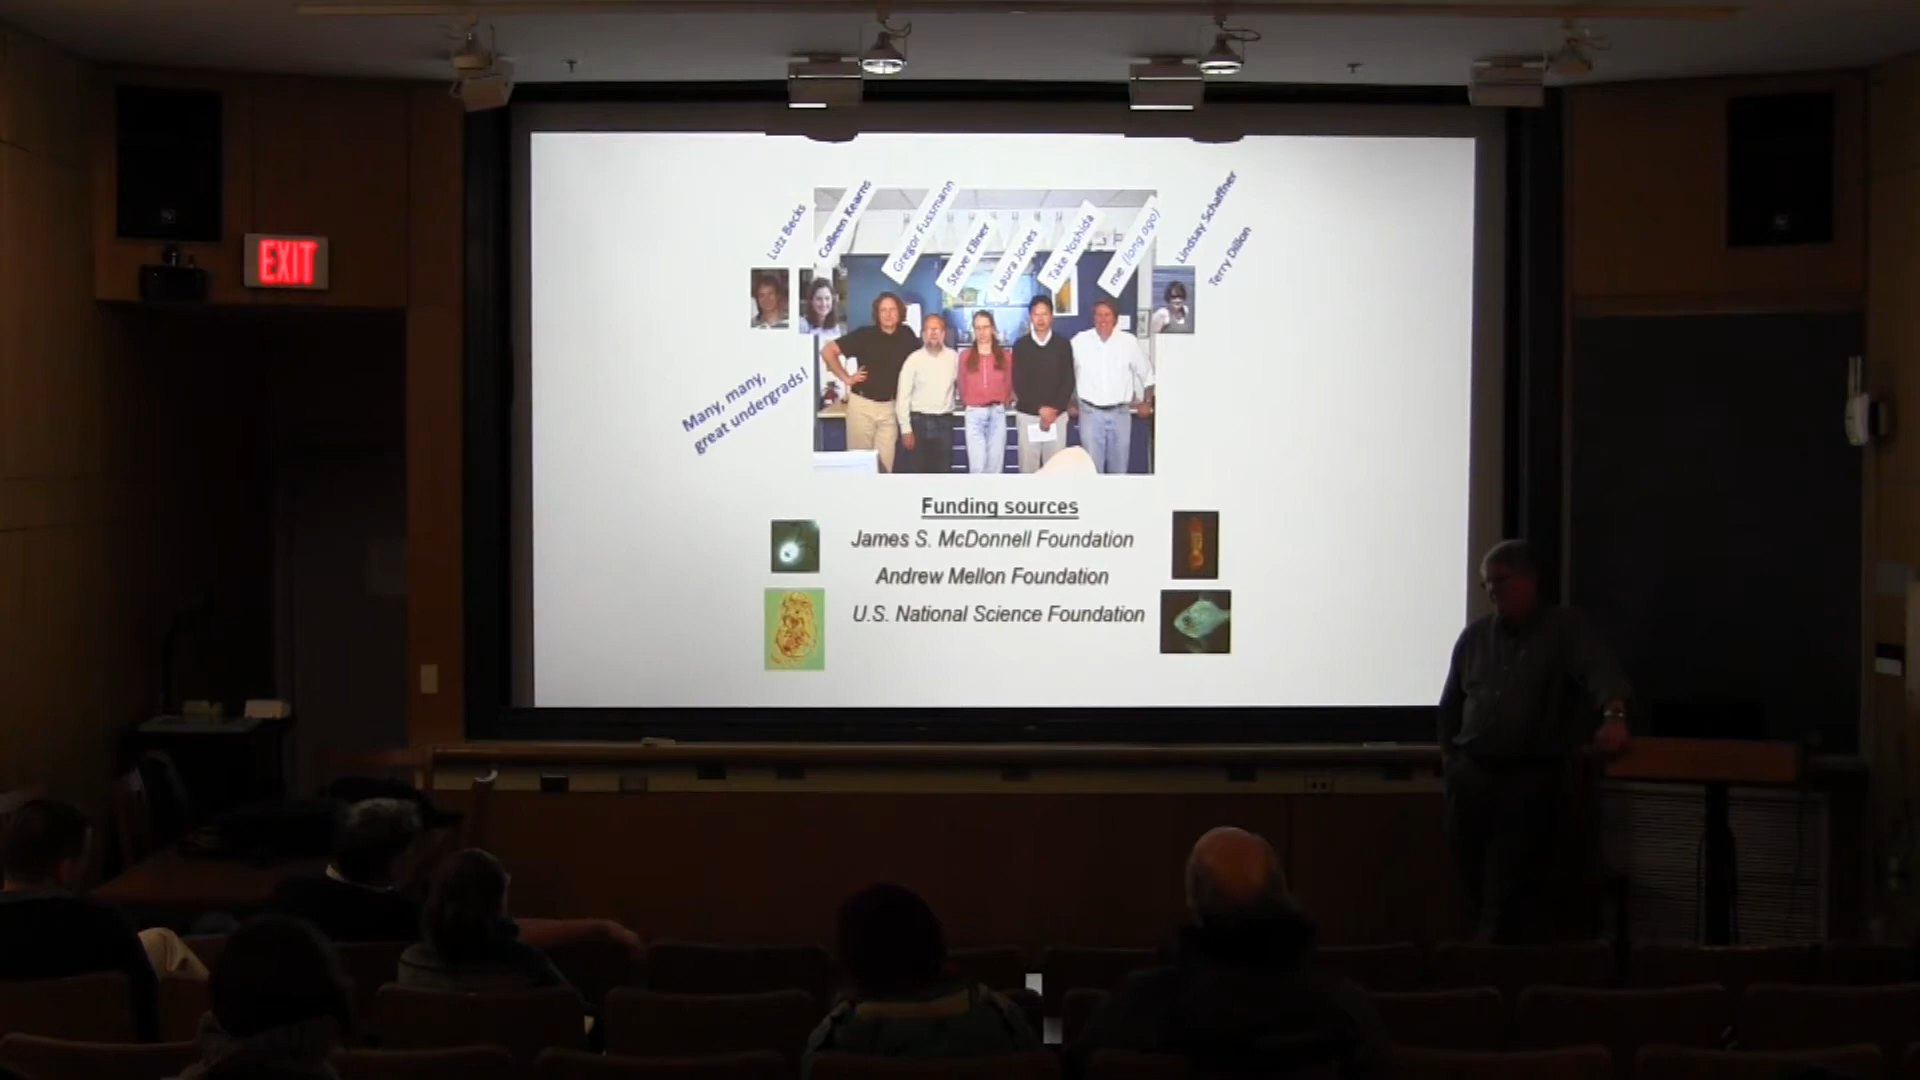 EXIT
Lutz Becks
Colleen Kearns
Gregor Fussmann
Steve Ellner
Laura Jones
Take Yoshida
me (long ago)
Lindsay Schaffner
Terry Dillon
Many, many,
great undergrads!
Funding sources
James S. McDonnell Foundation
Andrew Mellon Foundation
U.S. National Science Foundation